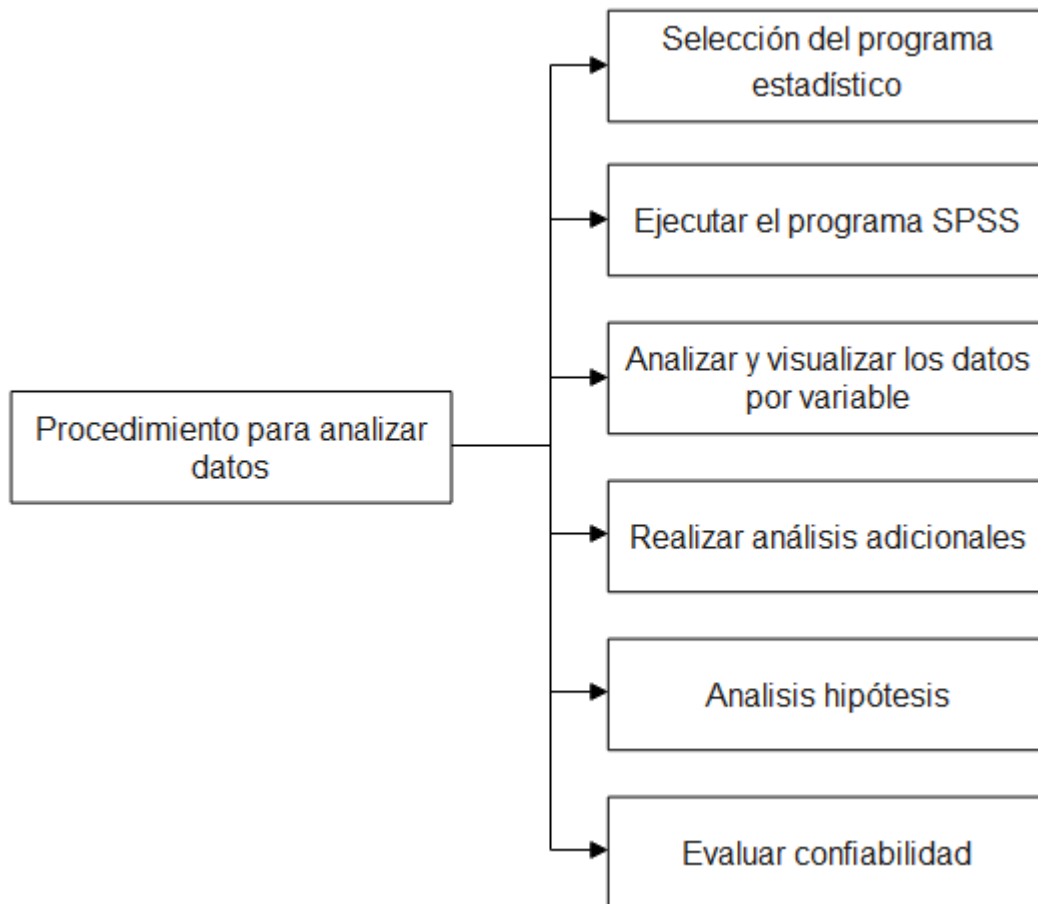 Selección del programa
estadístico
Ejecutar el programa SPSS
Analizar y visualizar los datos
por variable
Procedimiento para analizar
datos
Realizar análisis adicionales
Analisis hipótesis
Evaluar confiabilidad